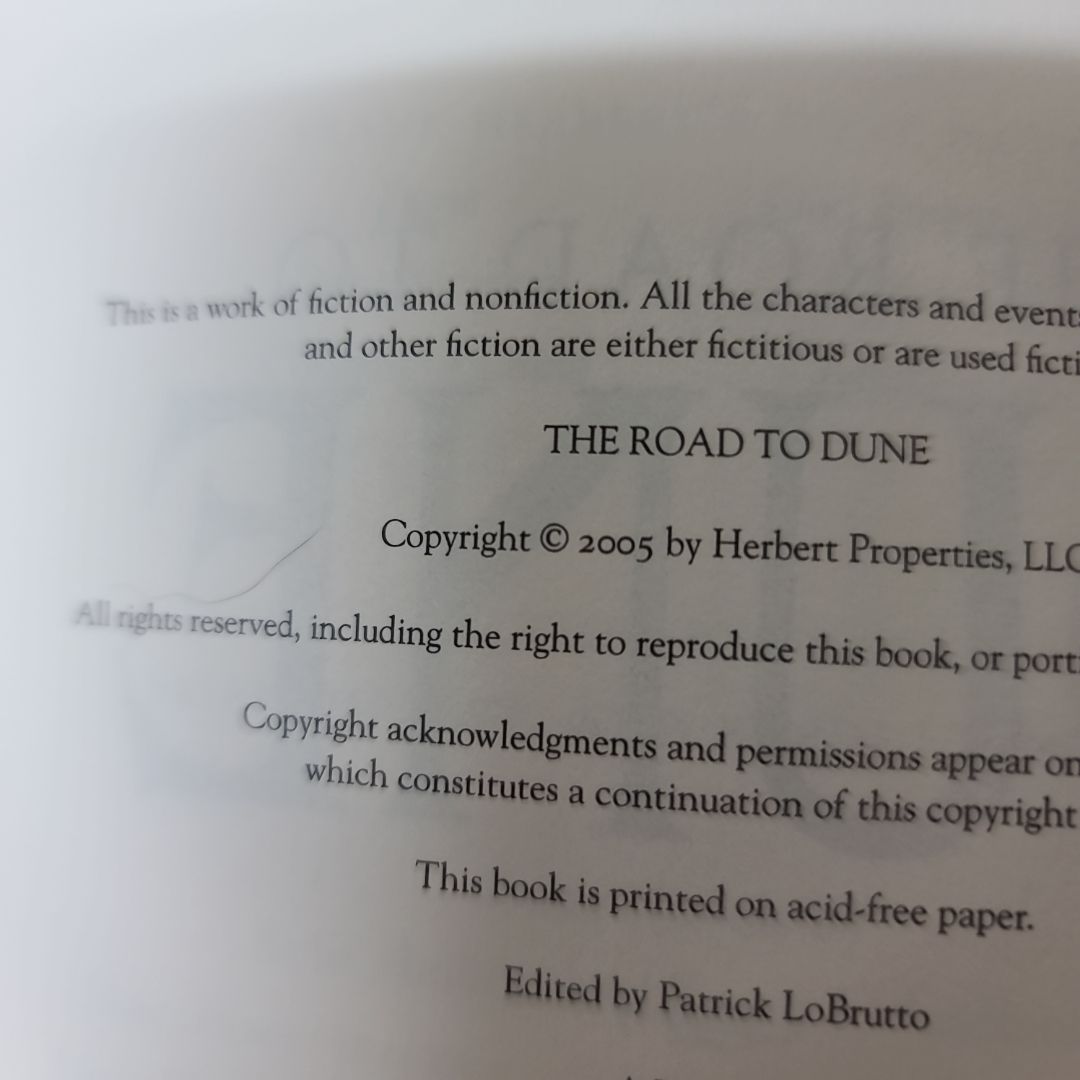 This is a work of fiction and nonfiction. All the characters and events
and other fiction are either fictitious or are used ficti
THE ROAD TO DUNE
Copyright © 2005 by Herbert Properties, LLC
All rights reserved, including the right to reproduce this book, or porti
Copyright acknowledgments and permissions appear on
which constitutes a continuation of this copyright
This book is printed on acid-free paper.
Edited by Patrick LoBrutto